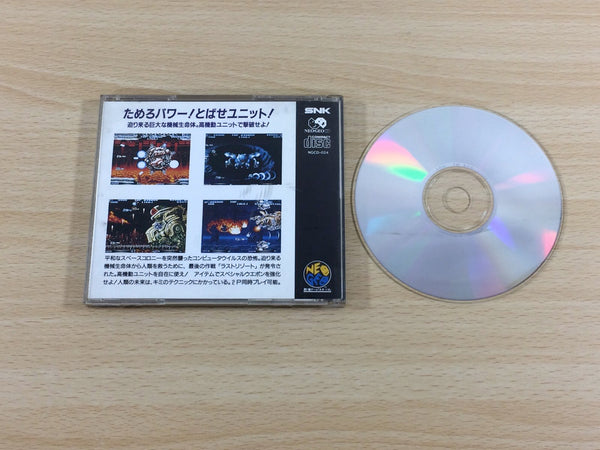 ためろパワー!とばせユニット!
迫り来る巨大な機械生命体。高機動ユニットで撃破せよ!
平和なスペースコロニーを突然襲ったコンピュータウイルスの恐怖。迫り来る
機械生命体から人類を救うために、最後の作戦「ラストリゾート」が発令さ
れた。高機動ユニットを自在に使え! アイテムでスペシャルウエポンを強化
せよ!人類の未来は、キミのテクニックにかかっている。2P同時プレイ可能。
SNK
NEO・GEO CD
COMPACT
disc
NGCD-024
NEO
GEO